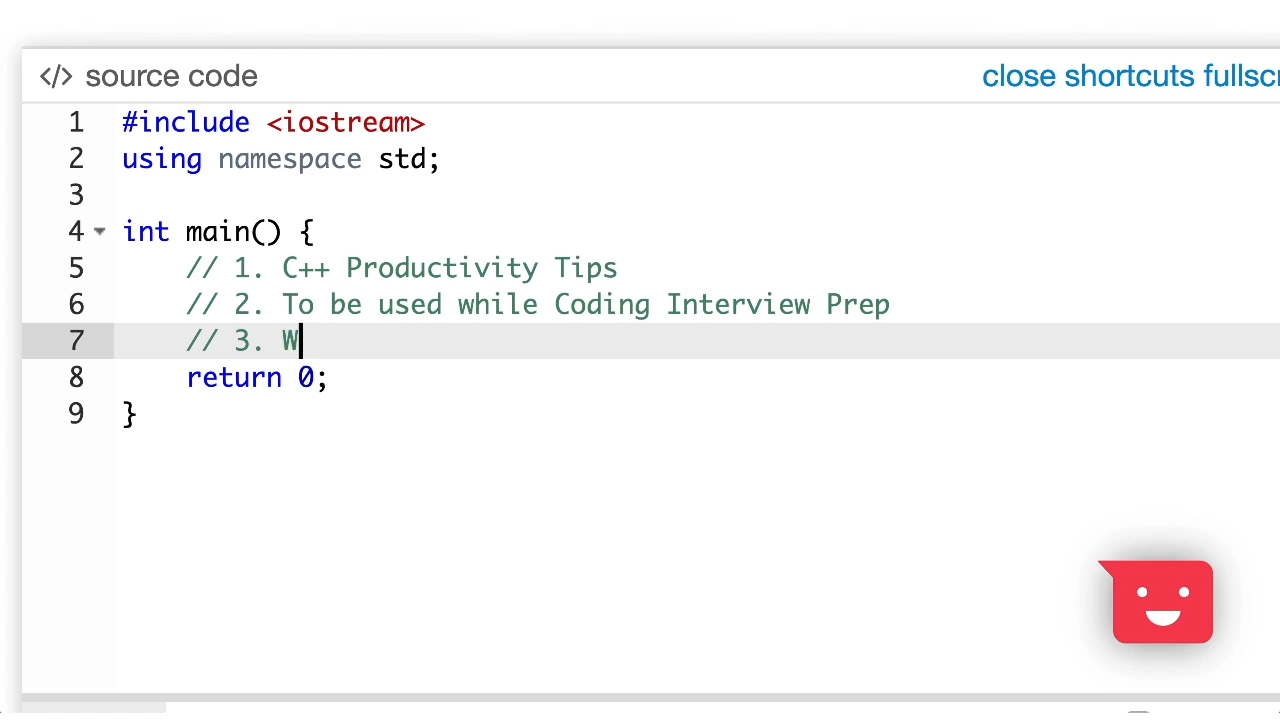 </> source code
close shortcuts fullscr
1 #include <iostream>
2 using namespace std;
3
4 int main() {
5     // 1. C++ Productivity Tips
6     // 2. To be used while Coding Interview Prep
7     // 3. W
8     return 0;
9 }